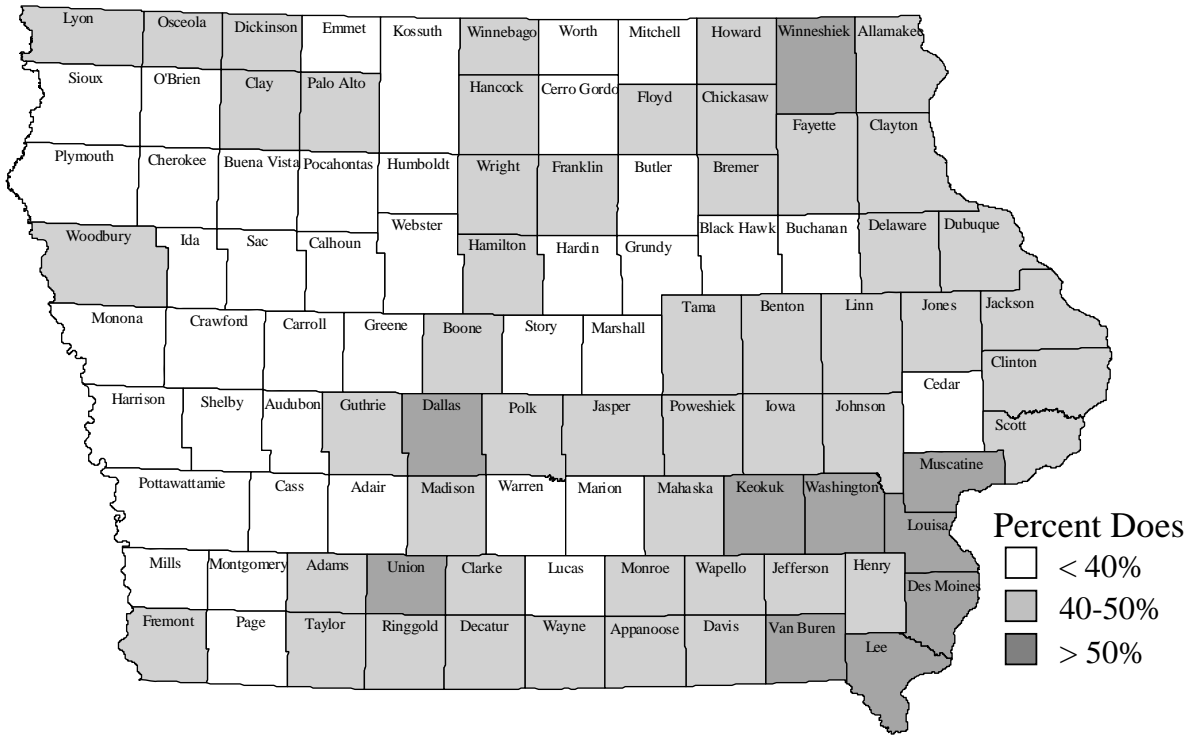 Lyon Osceola Dickinson Emmet Kossuth Winnebago Worth Mitchell Howard Winneshiek Allamakee
Sioux O'Brien Clay Palo Alto Hancock Cerro Gordo Floyd Chickasaw
Fayette Clayton
Plymouth Cherokee Buena Vista Pocahontas Humboldt Wright Franklin Butler Bremer
Woodbury Ida Sac Calhoun Webster Hamilton Hardin Grundy Black Hawk Buchanan Delaware Dubuque
Monona Crawford Carroll Greene Boone Story Marshall Tama Benton Linn Jones Jackson
Clinton
Cedar
Harrison Shelby Audubon Guthrie Dallas Polk Jasper Poweshiek Iowa Johnson
Scott
Muscatine
Pottawattamie Cass Adair Madison Warren Marion Mahaska Keokuk Washington
Louisa
Mills Montgomery Adams Union Clarke Lucas Monroe Wapello Jefferson Henry
Des Moines
Fremont Page Taylor Ringgold Decatur Wayne Appanoose Davis Van Buren
Lee
Percent Does
< 40%
40-50%
> 50%